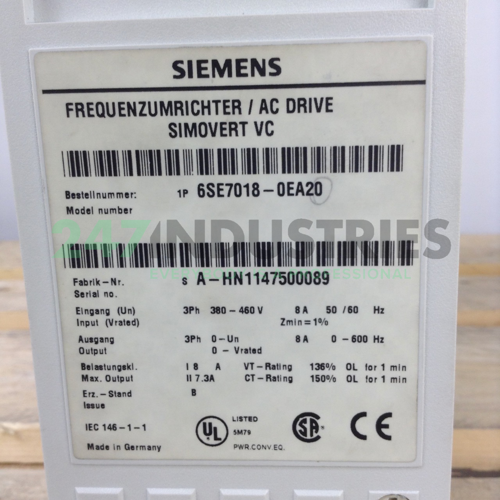 SIEMENS
FREQUENZUMRICHTER / AC DRIVE
SIMOVERT VC
Bestellnummer: 1P 6SE7018-0EA20
Model number
247INDUSTRIES
Fabrik-Nr. S A-HN1147500089
Serial no.
Eingang (Un) 3Ph 380-460 V 8 A 50 /60 Hz
Input (Vrated) Zmin=1%
Ausgang 3Ph 0-Un 8 A 0-600 Hz
Output 0-Vrated
Belastungskl. I 8 A VT-Rating 136% OL for 1 min
Max. Output II 7.3A CT-Rating 150% OL for 1 min
Erz.-Stand B
Issue
IEC 146-1-1
Made in Germany
UL LISTED
5M76
PWR.CONV.EQ.
SA
CE